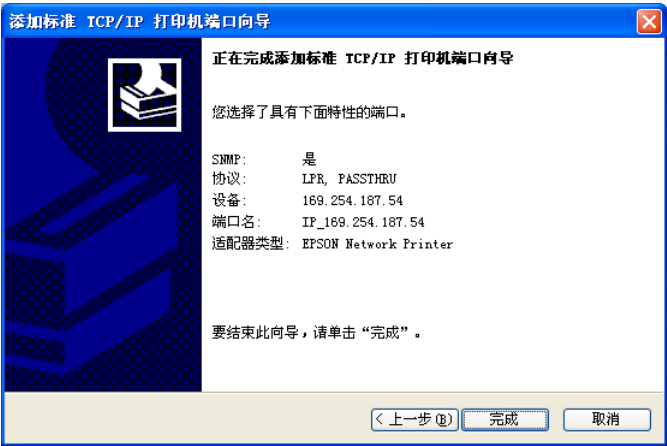 添加标准 TCP/IP 打印机端口向导
正在完成添加标准 TCP/IP 打印机端口向导
您选择了具有下面特性的端口。
SNMP: 是
协议: LPR, PASSTHRU
设备: 169.254.187.54
端口名: IP_169.254.187.54
适配器类型: EPSON Network Printer
要结束此向导，请单击“完成”。
< 上一步(B) 完成 取消